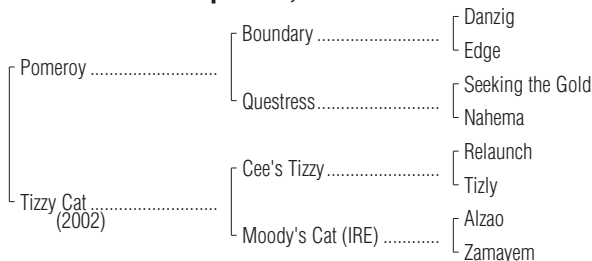 Boundary
Danzig
Edge
Pomeroy
Questress
Seeking the Gold
Nahema
Cee's Tizzy
Relaunch
Tizly
Tizzy Cat
(2002)
Moody's Cat (IRE)
Alzao
Zamayem